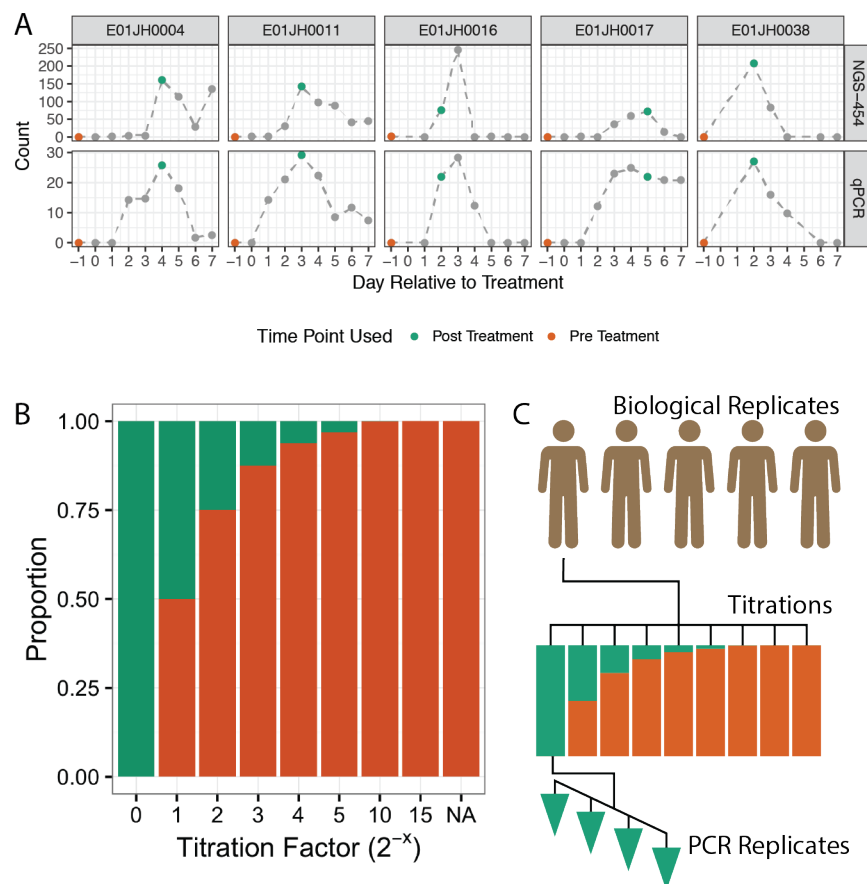 A
E01JH0004 E01JH0011 E01JH0016 E01JH0017 E01JH0038
250
200
150
100
50
0
NGS-454
Count
30
20
10
0
qPCR
−1 0 1 2 3 4 5 6 7 −1 0 1 2 3 4 5 6 7 −1 0 1 2 3 4 5 6 7 −1 0 1 2 3 4 5 6 7 −1 0 2 3 4 6 7
Day Relative to Treatment
Time Point Used Post Treatment Pre Teatment
B
1.00
0.75
0.50
0.25
0.00
Proportion
0 1 2 3 4 5 10 15 NA
Titration Factor (2⁻ˣ)
C
Biological Replicates
Titrations
PCR Replicates